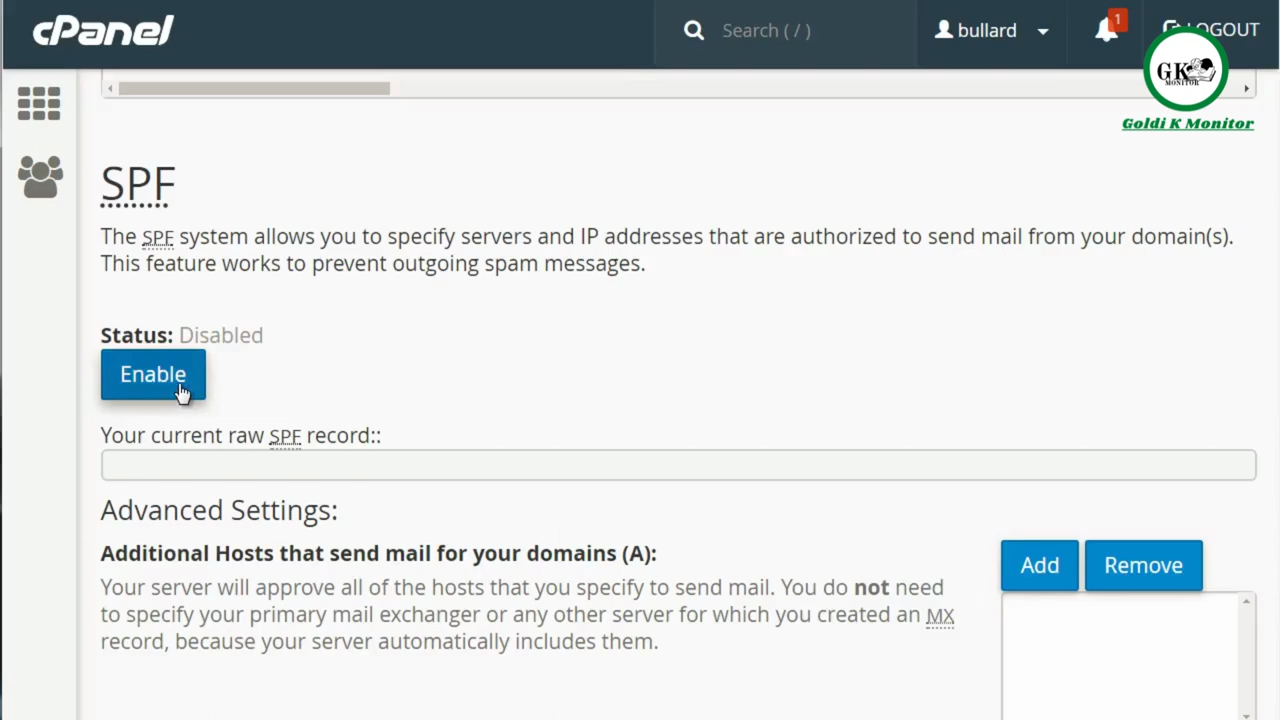 cPanel
Search ( / )
bullard
1
LOGOUT
GK
MONITOR
Goldi K Monitor
SPF
The SPF system allows you to specify servers and IP addresses that are authorized to send mail from your domain(s).
This feature works to prevent outgoing spam messages.
Status: Disabled
Enable
Your current raw SPF record::
Advanced Settings:
Additional Hosts that send mail for your domains (A):
Add
Remove
Your server will approve all of the hosts that you specify to send mail. You do not need
to specify your primary mail exchanger or any other server for which you created an MX
record, because your server automatically includes them.